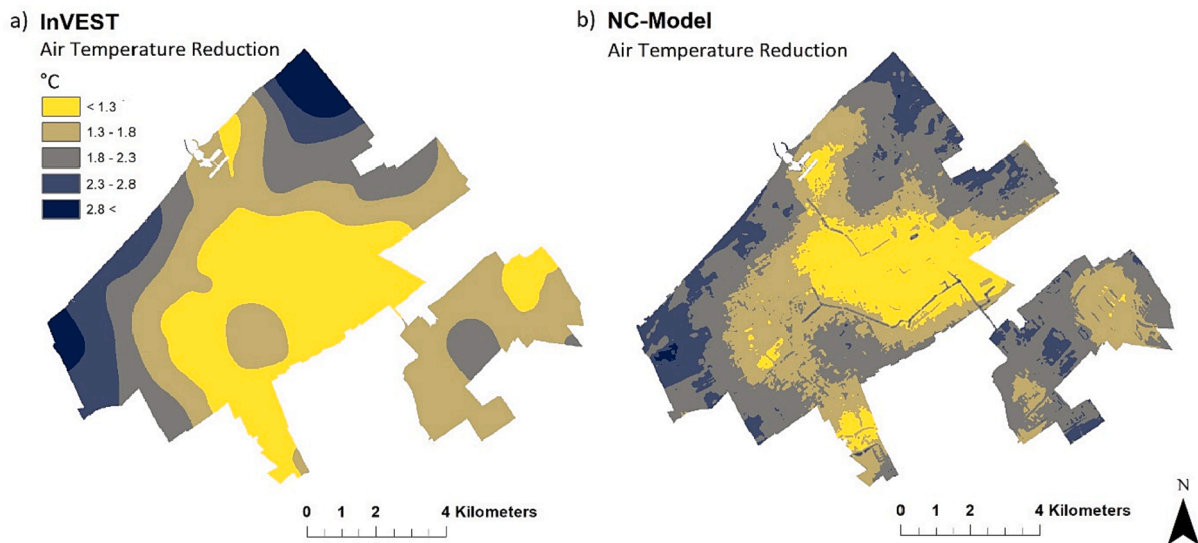 a) InVEST
Air Temperature Reduction
°C
< 1.3
1.3 - 1.8
1.8 - 2.3
2.3 - 2.8
2.8 <
0 1 2 4 Kilometers
b) NC-Model
Air Temperature Reduction
0 1 2 4 Kilometers
N